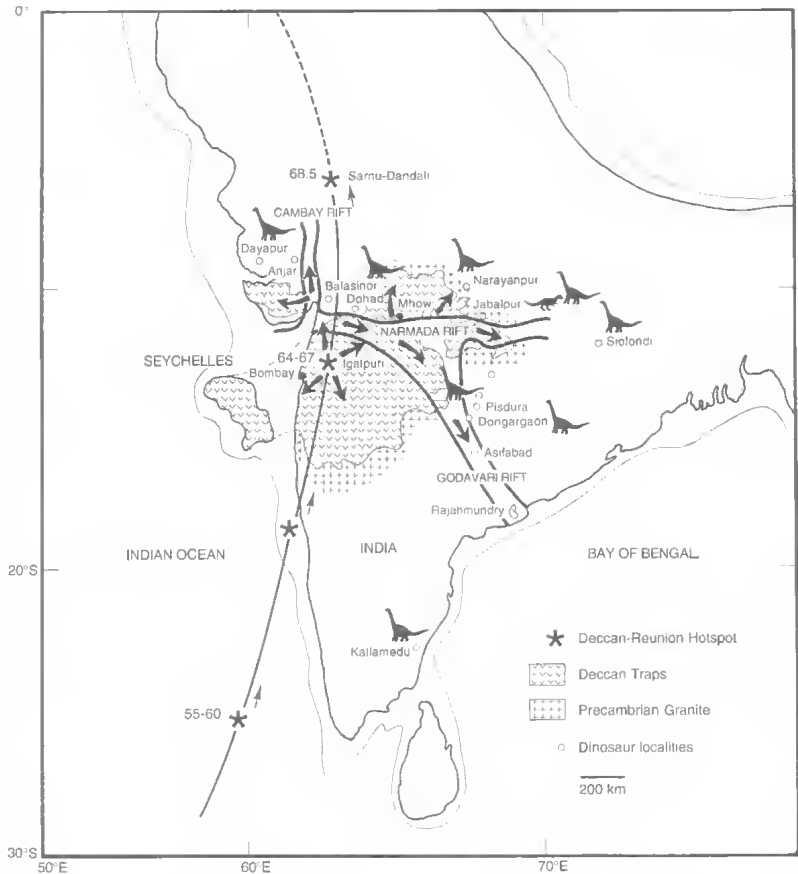 0°
68.5 Sarnu-Dandali
CAMBAY RIFT
Dayapur
Anjar
Narayanpur
Balasinor
Dohad
Mhow
Jabalpur
NARMADA RIFT
SEYCHELLES
64-67
Igatpuri
Bombay
Pisdura
Dongargaon
Asifabad
GODAVARI RIFT
Rajahmundry
INDIAN OCEAN
INDIA
BAY OF BENGAL
20°S
Kallamedu
Deccan-Reunion Hotspot
Deccan Traps
55-60
Precambrian Granite
Dinosaur localities
200 km
30°S
50°E
60°E
70°E